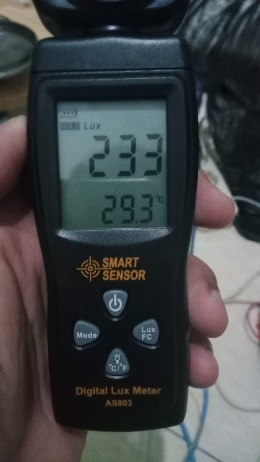 Lux
233
29.3°C
SMART
SENSOR
Mode
Lux
FC
°C/°F
Digital Lux Meter
AS803